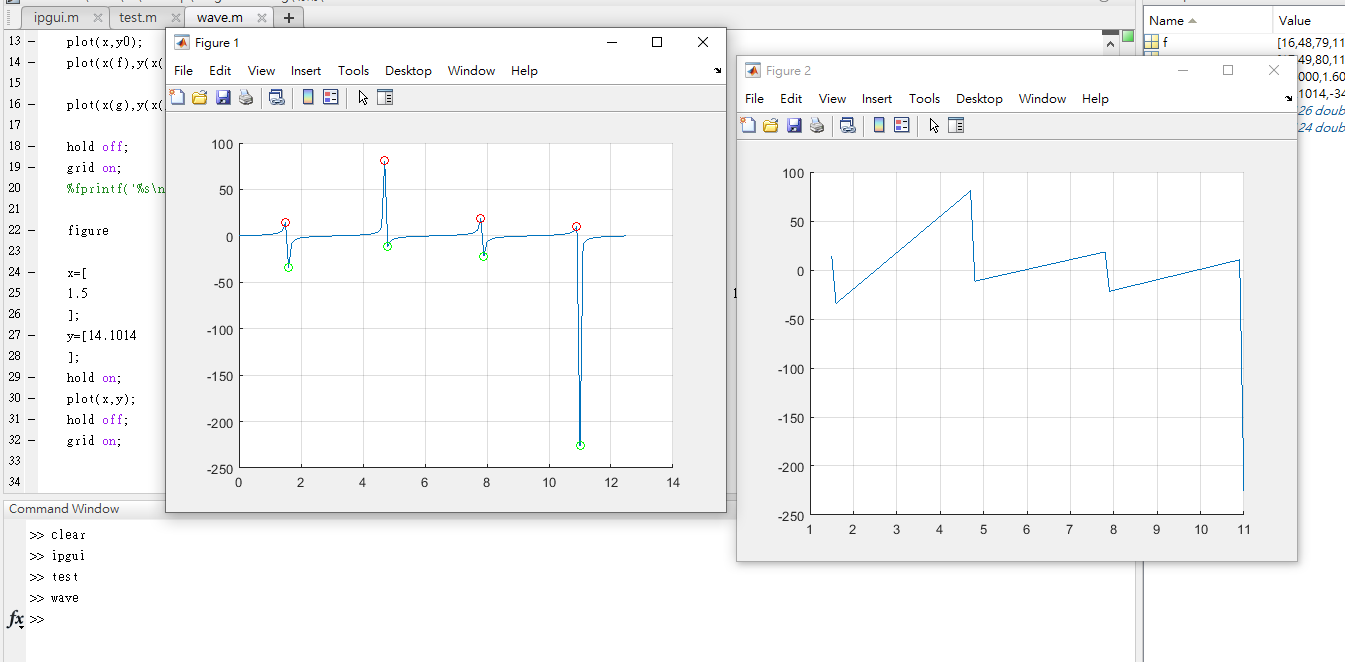 ipgui.m × test.m × wave.m × +
13 – plot(x,y0);
14 – plot(x(f),y(x(
15
16 – plot(x(g),y(x(
17
18 – hold off;
19 – grid on;
20 %fprintf('%s\n
21
22 – figure
23
24 – x=[
25 1.5
26 ];
27 – y=[14.1014
28 ];
29 – hold on;
30 – plot(x,y);
31 – hold off;
32 – grid on;
33
34
Figure 1
File Edit View Insert Tools Desktop Window Help
100
50
0
-50
-100
-150
-200
-250
0 2 4 6 8 10 12 14
Figure 2
File Edit View Insert Tools Desktop Window Help
100
50
0
-50
-100
-150
-200
-250
1 2 3 4 5 6 7 8 9 10 11
Name Value
f [16,48,79,11
49,80,11
000,1.60
1014,-34
26 doub
24 doub
Command Window
>> clear
>> ipgui
>> test
>> wave
fx >>